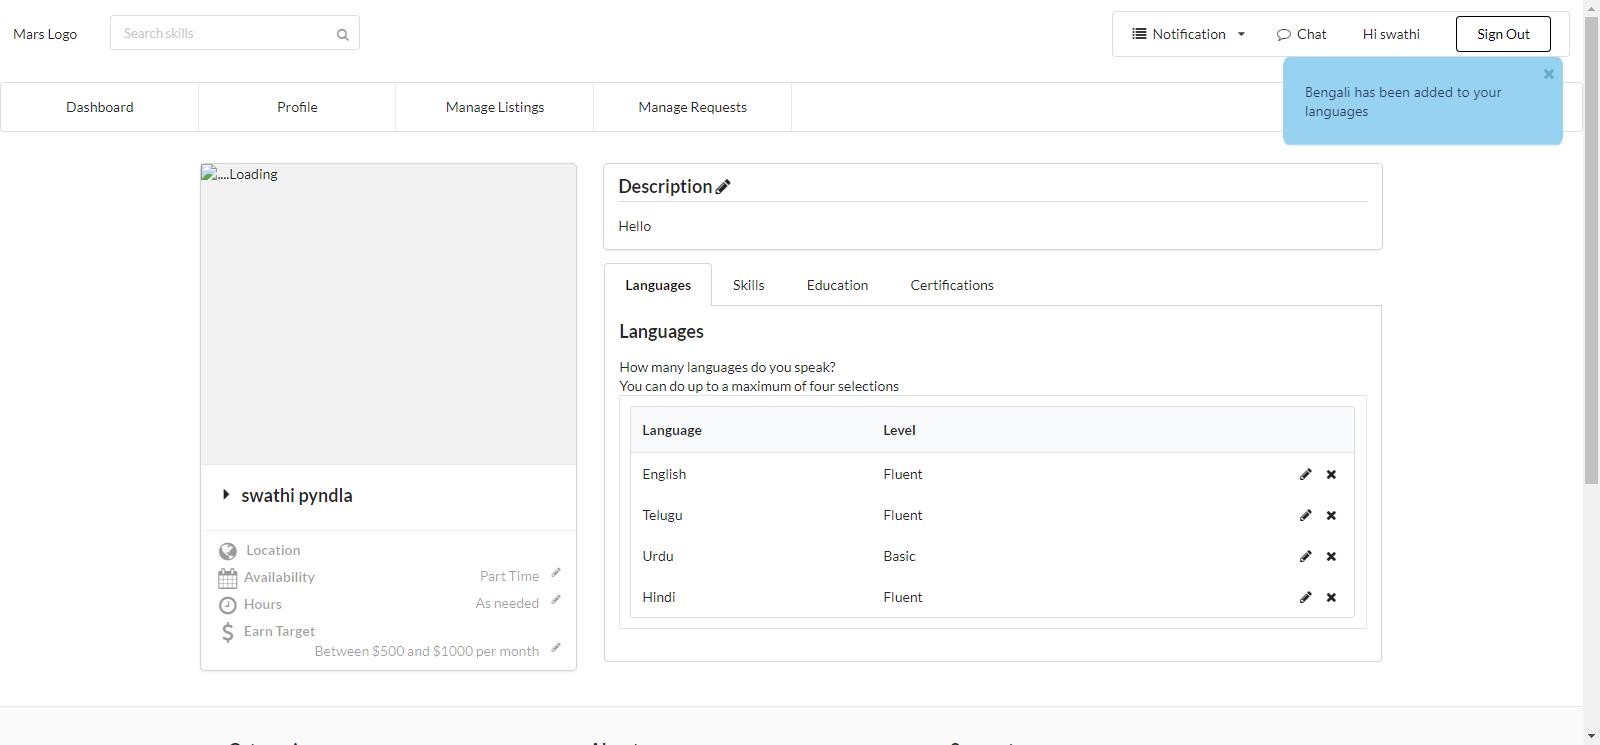 Mars Logo
Search skills
Notification
Chat
Hi swathi
Sign Out
Dashboard
Profile
Manage Listings
Manage Requests
Bengali has been added to your
languages
....Loading
swathi pyndla
Location
Availability
Part Time
Hours
As needed
Earn Target
Between $500 and $1000 per month
Description
Hello
Languages
Skills
Education
Certifications
Languages
How many languages do you speak?
You can do up to a maximum of four selections
Language
Level
English
Fluent
Telugu
Fluent
Urdu
Basic
Hindi
Fluent